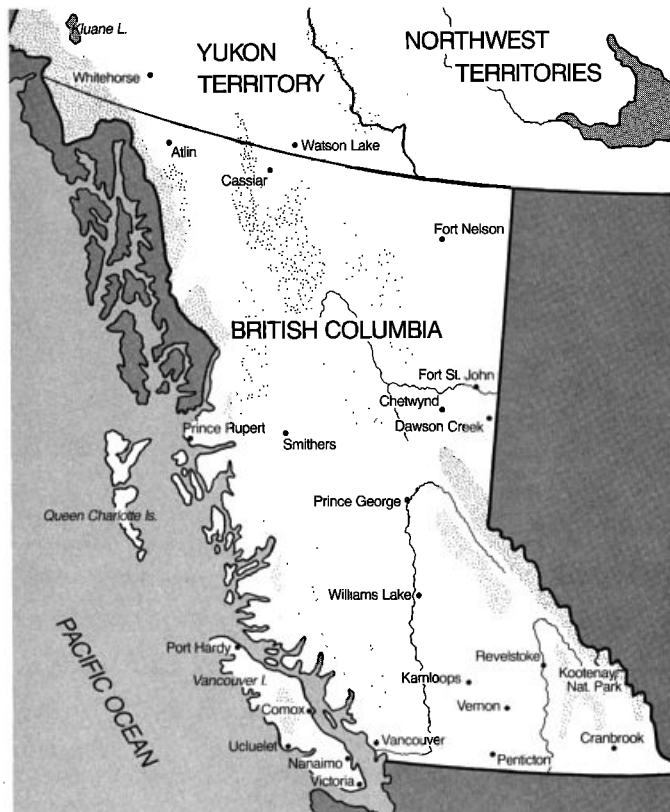 Kluane L.
YUKON
TERRITORY
NORTHWEST
TERRITORIES
Whitehorse
Atlin
Watson Lake
Cassiar
Fort Nelson
BRITISH COLUMBIA
Fort St. John
Chetwynd
Dawson Creek
Prince Rupert
Smithers
Prince George
Queen Charlotte Is.
Williams Lake
PACIFIC OCEAN
Port Hardy
Vancouver I.
Revelstoke
Kootenay
Nat. Park
Kamloops
Vernon
Comox
Ucluelet
Vancouver
Cranbrook
Penticton
Nanaimo
Victoria